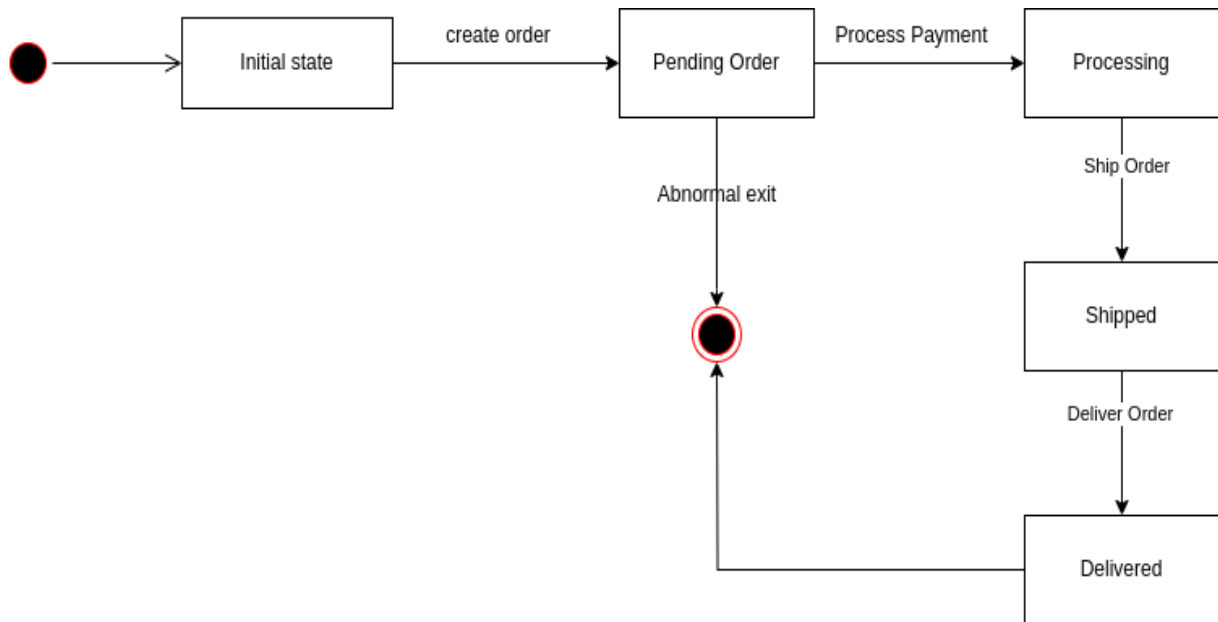 Initial state
create order
Pending Order
Process Payment
Processing
Ship Order
Abnormal exit
Shipped
Deliver Order
Delivered